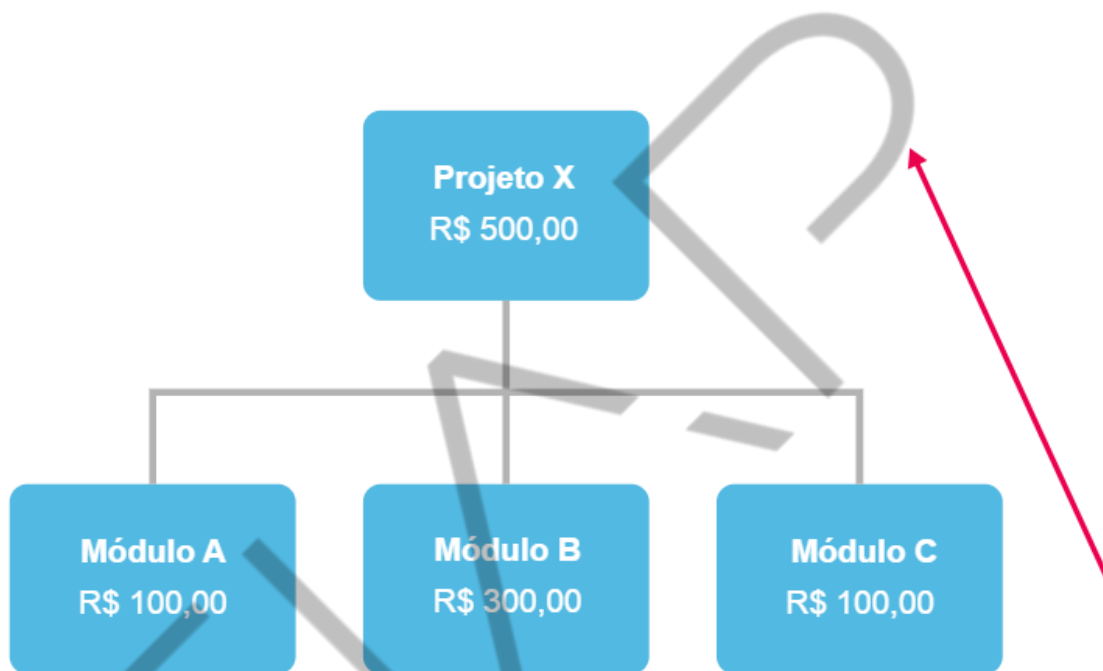 Projeto X
R$ 500,00
Módulo A
R$ 100,00
Módulo B
R$ 300,00
Módulo C
R$ 100,00